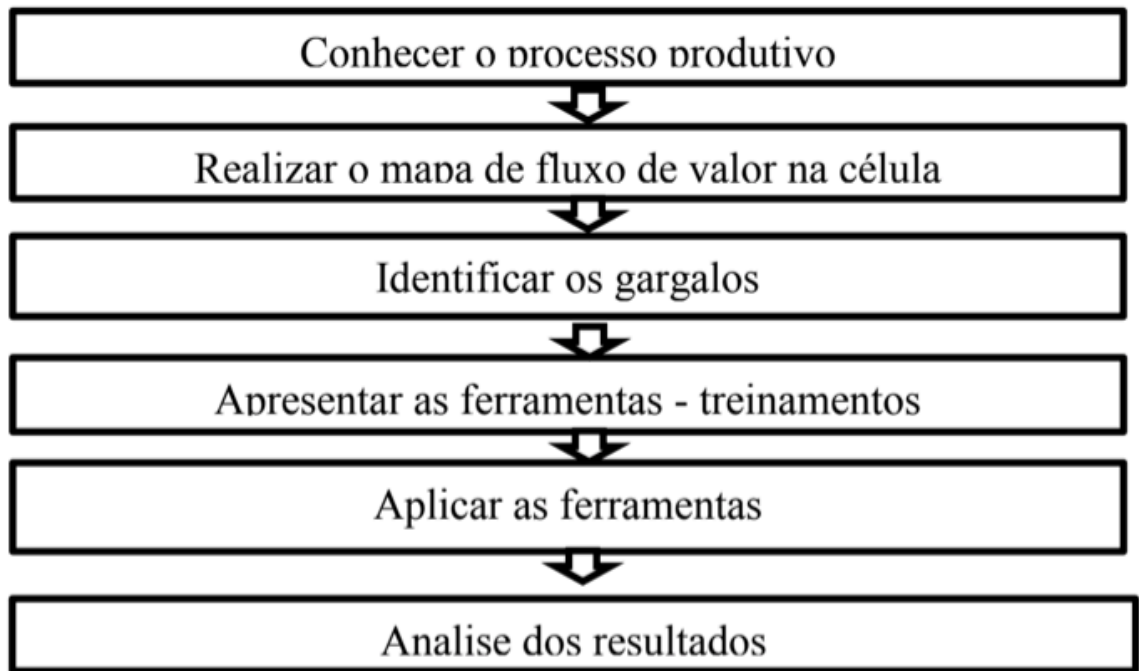 Conhecer o processo produtivo
Realizar o mapa de fluxo de valor na célula
Identificar os gargalos
Apresentar as ferramentas - treinamentos
Aplicar as ferramentas
Analise dos resultados